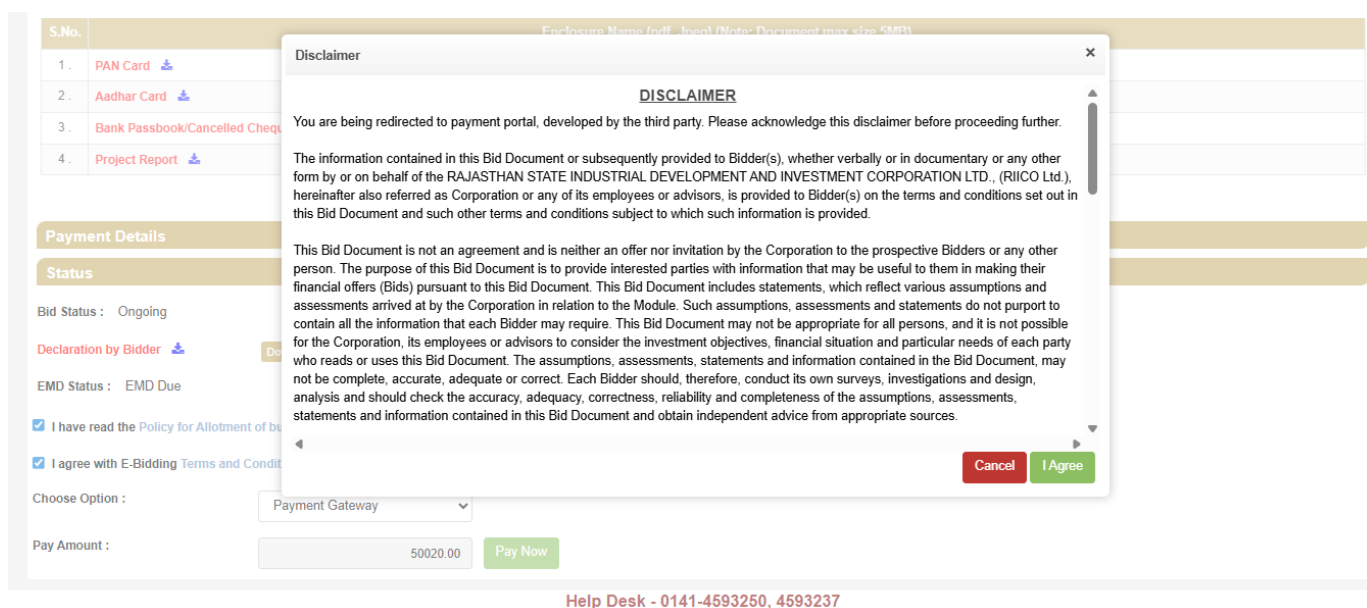 S.No. Enclosure Name (pdf, Jpeg) (Note: Document max size 5MB)
Disclaimer ×
1 . PAN Card
2 . Aadhar Card
3 . Bank Passbook/Cancelled Chequ
4 . Project Report
DISCLAIMER
You are being redirected to payment portal, developed by the third party. Please acknowledge this disclaimer before proceeding further.
The information contained in this Bid Document or subsequently provided to Bidder(s), whether verbally or in documentary or any other
form by or on behalf of the RAJASTHAN STATE INDUSTRIAL DEVELOPMENT AND INVESTMENT CORPORATION LTD., (RIICO Ltd.),
hereinafter also referred as Corporation or any of its employees or advisors, is provided to Bidder(s) on the terms and conditions set out in
this Bid Document and such other terms and conditions subject to which such information is provided.
This Bid Document is not an agreement and is neither an offer nor invitation by the Corporation to the prospective Bidders or any other
person. The purpose of this Bid Document is to provide interested parties with information that may be useful to them in making their
financial offers (Bids) pursuant to this Bid Document. This Bid Document includes statements, which reflect various assumptions and
assessments arrived at by the Corporation in relation to the Module. Such assumptions, assessments and statements do not purport to
contain all the information that each Bidder may require. This Bid Document may not be appropriate for all persons, and it is not possible
for the Corporation, its employees or advisors to consider the investment objectives, financial situation and particular needs of each party
who reads or uses this Bid Document. The assumptions, assessments, statements and information contained in the Bid Document, may
not be complete, accurate, adequate or correct. Each Bidder should, therefore, conduct its own surveys, investigations and design,
analysis and should check the accuracy, adequacy, correctness, reliability and completeness of the assumptions, assessments,
statements and information contained in this Bid Document and obtain independent advice from appropriate sources.
Cancel I Agree
Payment Details
Status
Bid Status : Ongoing
Declaration by Bidder Do
EMD Status : EMD Due
I have read the Policy for Allotment of bu
I agree with E-Bidding Terms and Condit
Choose Option : Payment Gateway
Pay Amount : 50020.00 Pay Now
Help Desk - 0141-4593250, 4593237